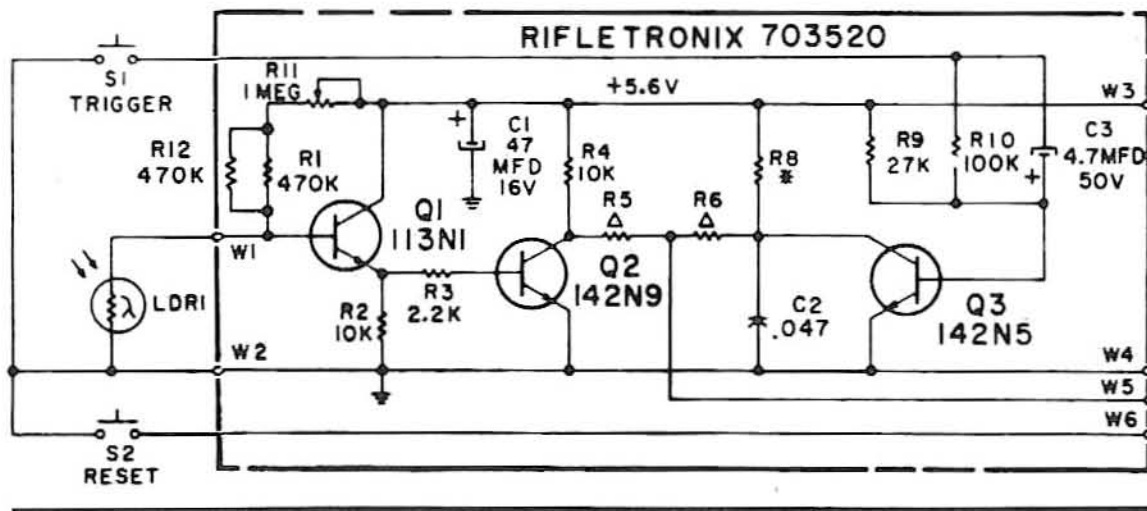 RIFLETRONIX 703520
S1
TRIGGER
R11
1 MEG
+5.6V
W3
R12
470K
R1
470K
+
C1
47
MFD
16V
R4
10K
R8
*
R9
27K
R10
100K
C3
4.7MFD
50V
+
R5
Δ
R6
Δ
Q1
113N1
W1
LDR1
λ
R3
2.2K
Q2
142N9
R2
10K
C2
.047
Q3
142N5
W2
W4
W5
W6
S2
RESET